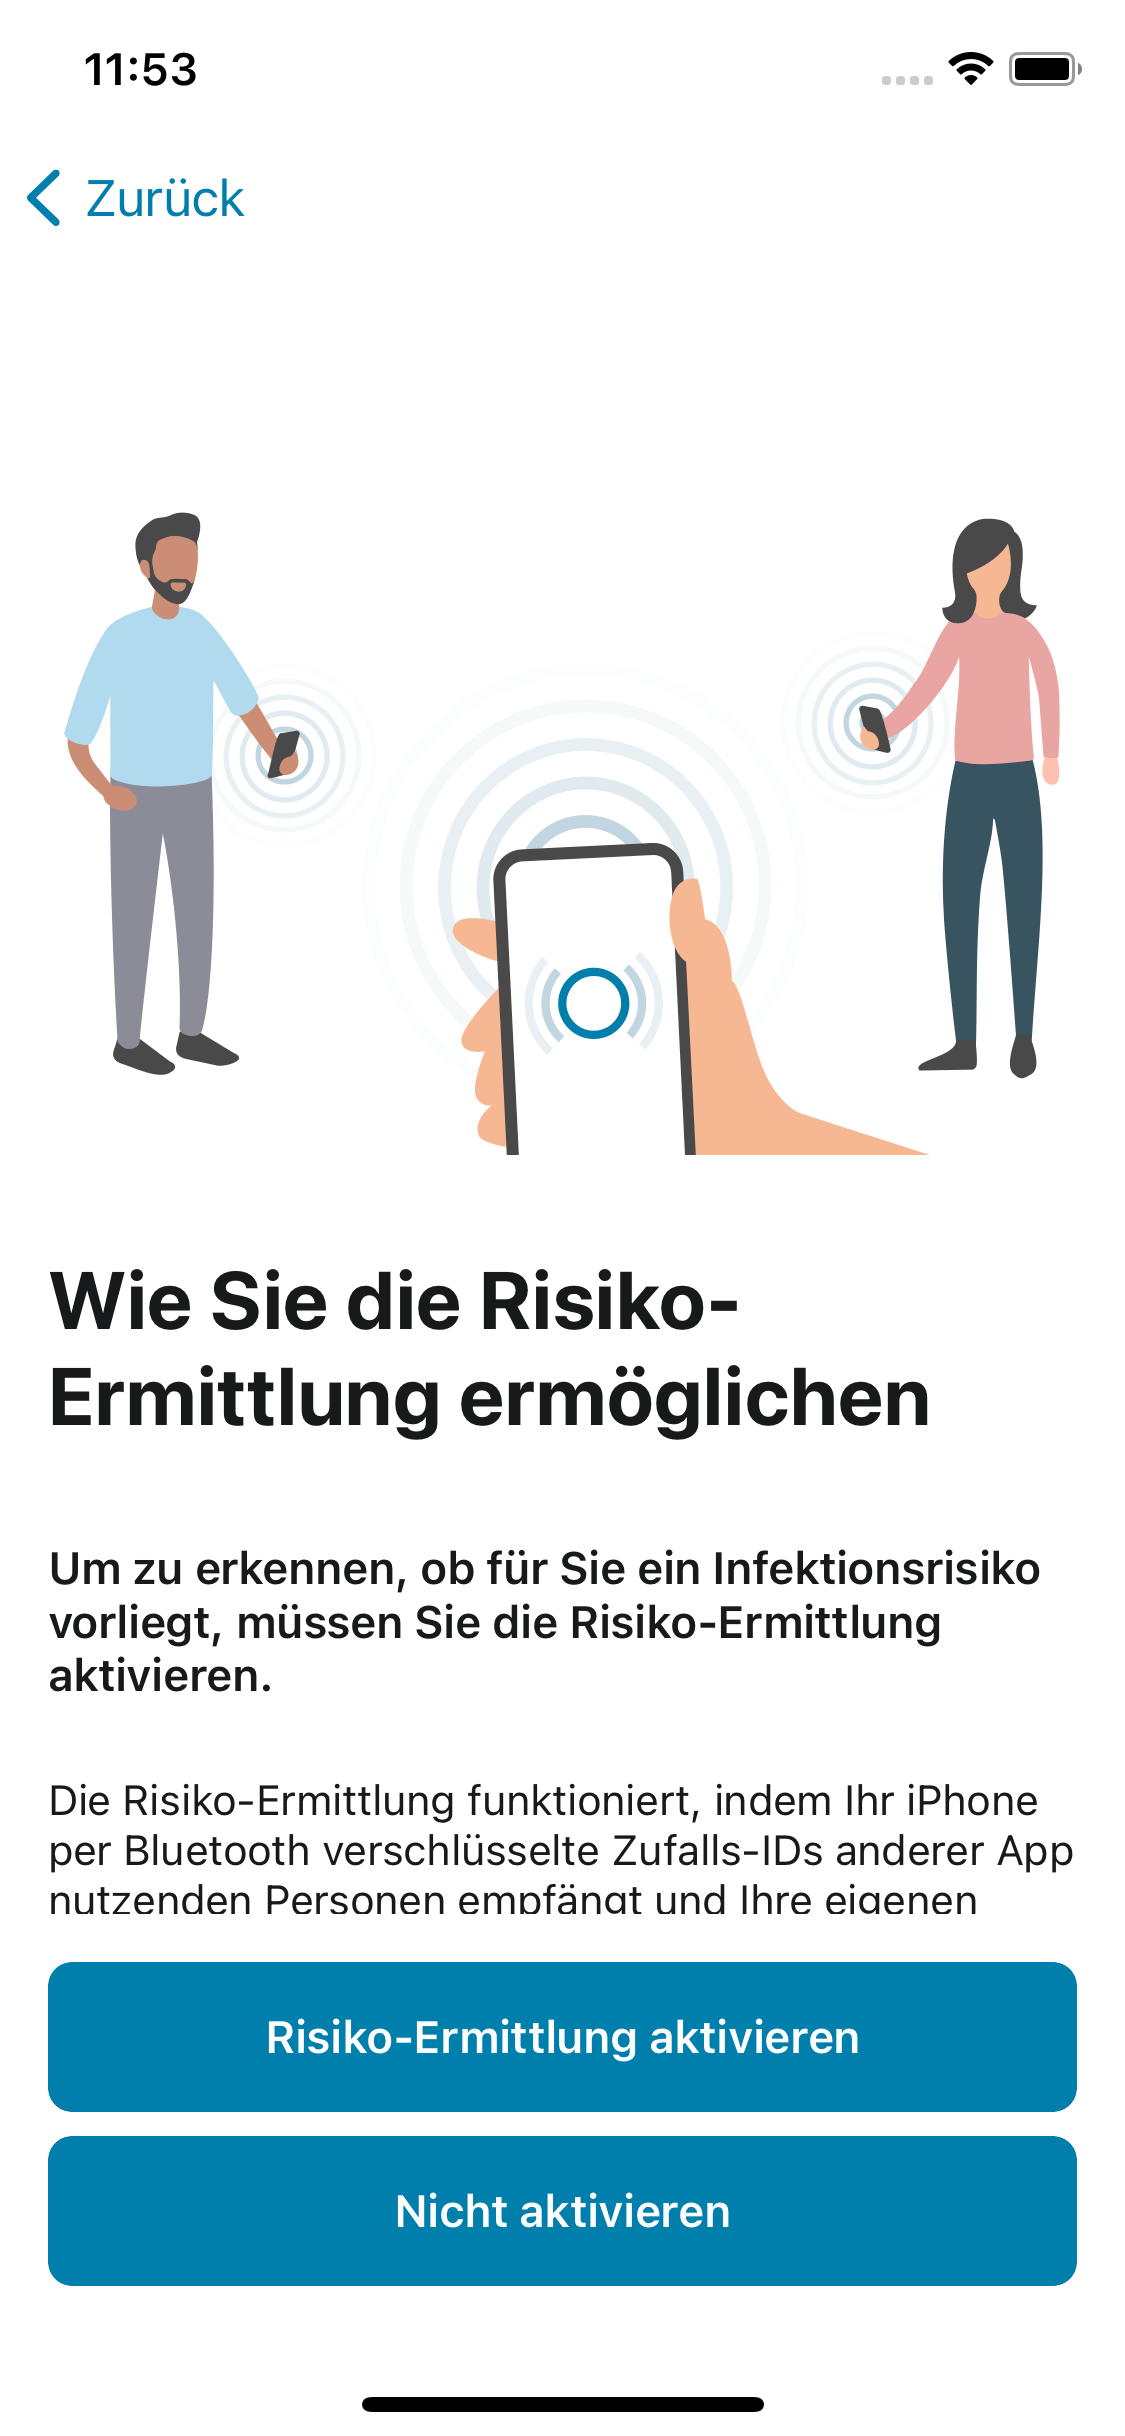 11:53
Zurück
Wie Sie die Risiko-
Ermittlung ermöglichen
Um zu erkennen, ob für Sie ein Infektionsrisiko
vorliegt, müssen Sie die Risiko-Ermittlung
aktivieren.
Die Risiko-Ermittlung funktioniert, indem Ihr iPhone
per Bluetooth verschlüsselte Zufalls-IDs anderer App
nutzenden Personen empfängt und Ihre eigenen
Risiko-Ermittlung aktivieren
Nicht aktivieren